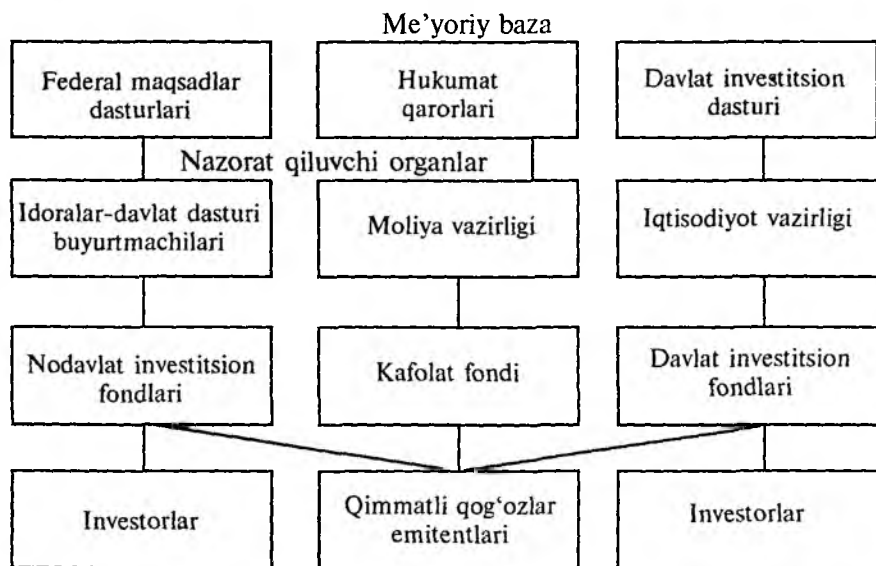 Me’yoriy baza
Federal maqsadlar
dasturlari
Hukumat
qarorlari
Davlat investitsion
dasturi
Nazorat qiluvchi organlar
Idoralar-davlat dasturi
buyurtmachilari
Moliya vazirligi
Iqtisodiyot vazirligi
Nodavlat investitsion
fondlari
Kafolat fondi
Davlat investitsion
fondlari
Investorlar
Qimmatli qog‘ozlar
emitentlari
Investorlar